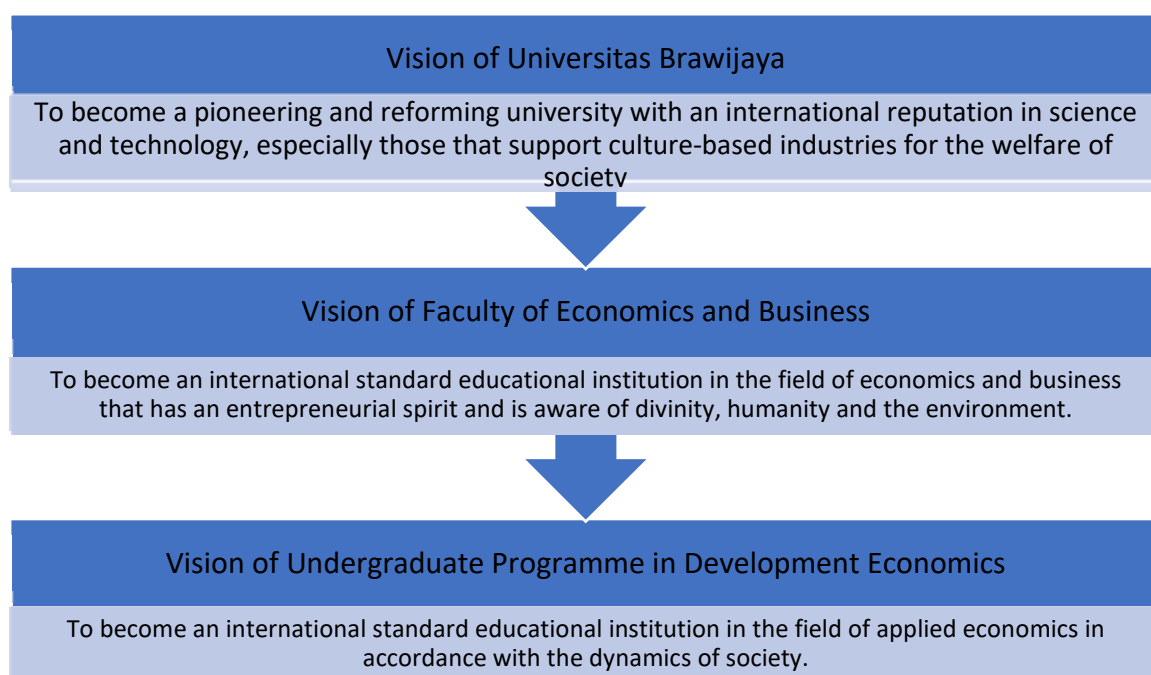 Vision of Universitas Brawijaya
To become a pioneering and reforming university with an international reputation in science
and technology, especially those that support culture-based industries for the welfare of
society
Vision of Faculty of Economics and Business
To become an international standard educational institution in the field of economics and business
that has an entrepreneurial spirit and is aware of divinity, humanity and the environment.
Vision of Undergraduate Programme in Development Economics
To become an international standard educational institution in the field of applied economics in
accordance with the dynamics of society.